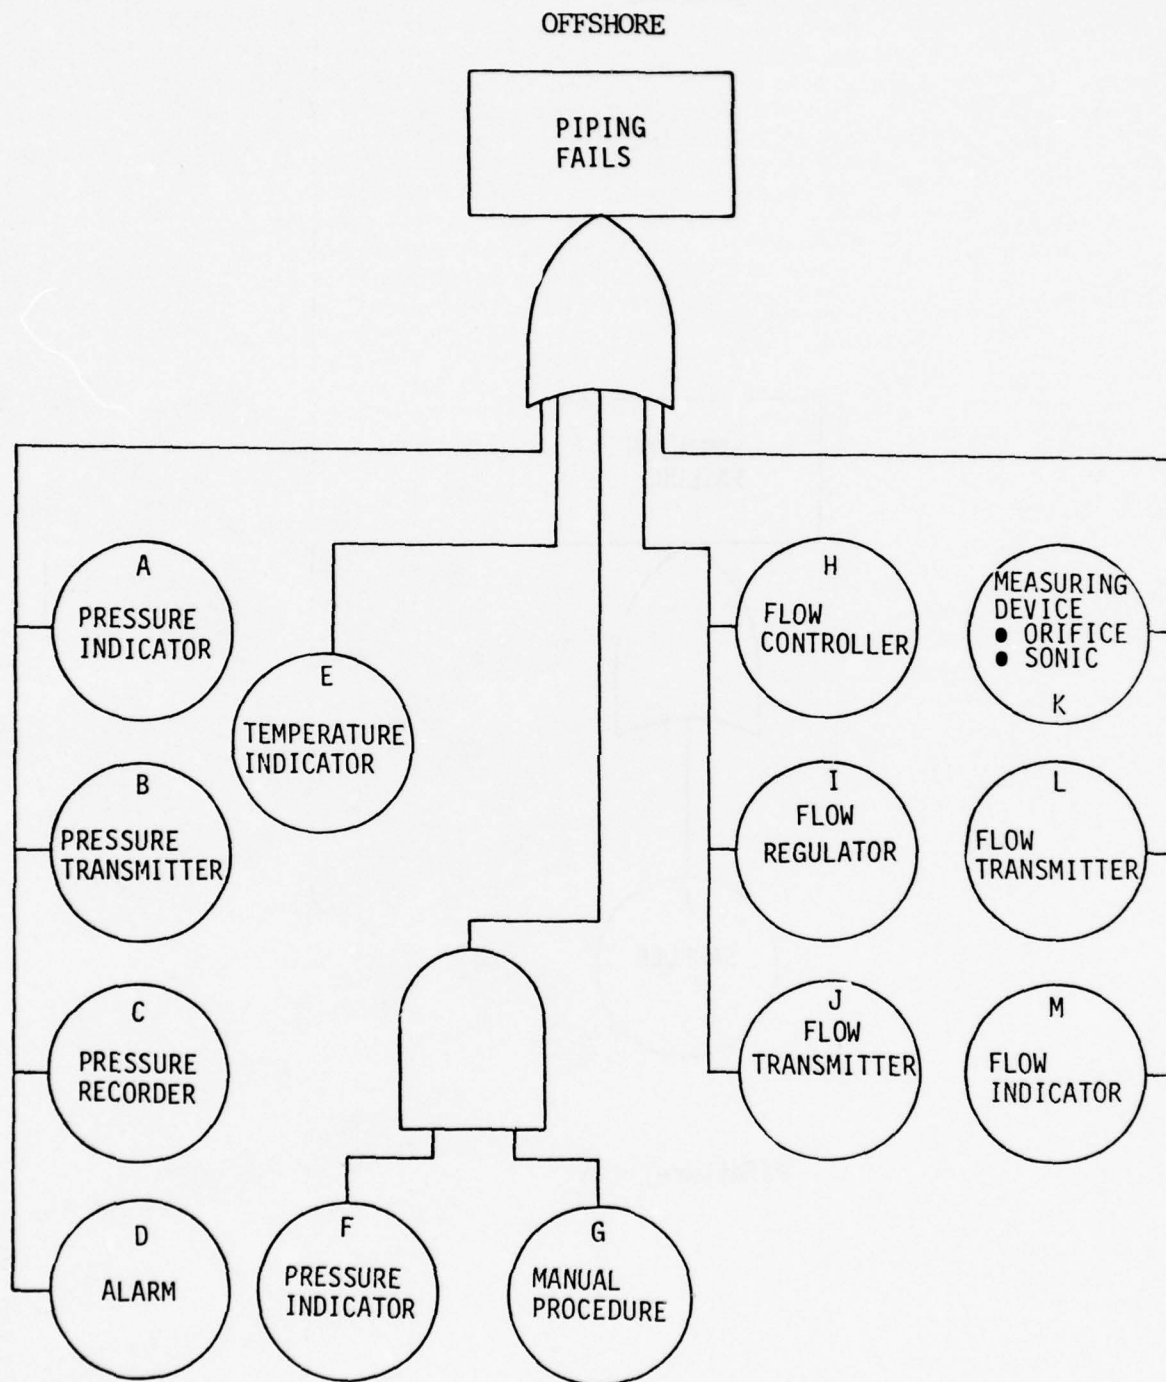 OFFSHORE
PIPING
FAILS
A
PRESSURE
INDICATOR
B
PRESSURE
TRANSMITTER
C
PRESSURE
RECORDER
D
ALARM
E
TEMPERATURE
INDICATOR
F
PRESSURE
INDICATOR
G
MANUAL
PROCEDURE
H
FLOW
CONTROLLER
I
FLOW
REGULATOR
J
FLOW
TRANSMITTER
MEASURING
DEVICE
● ORIFICE
● SONIC
K
L
FLOW
TRANSMITTER
M
FLOW
INDICATOR